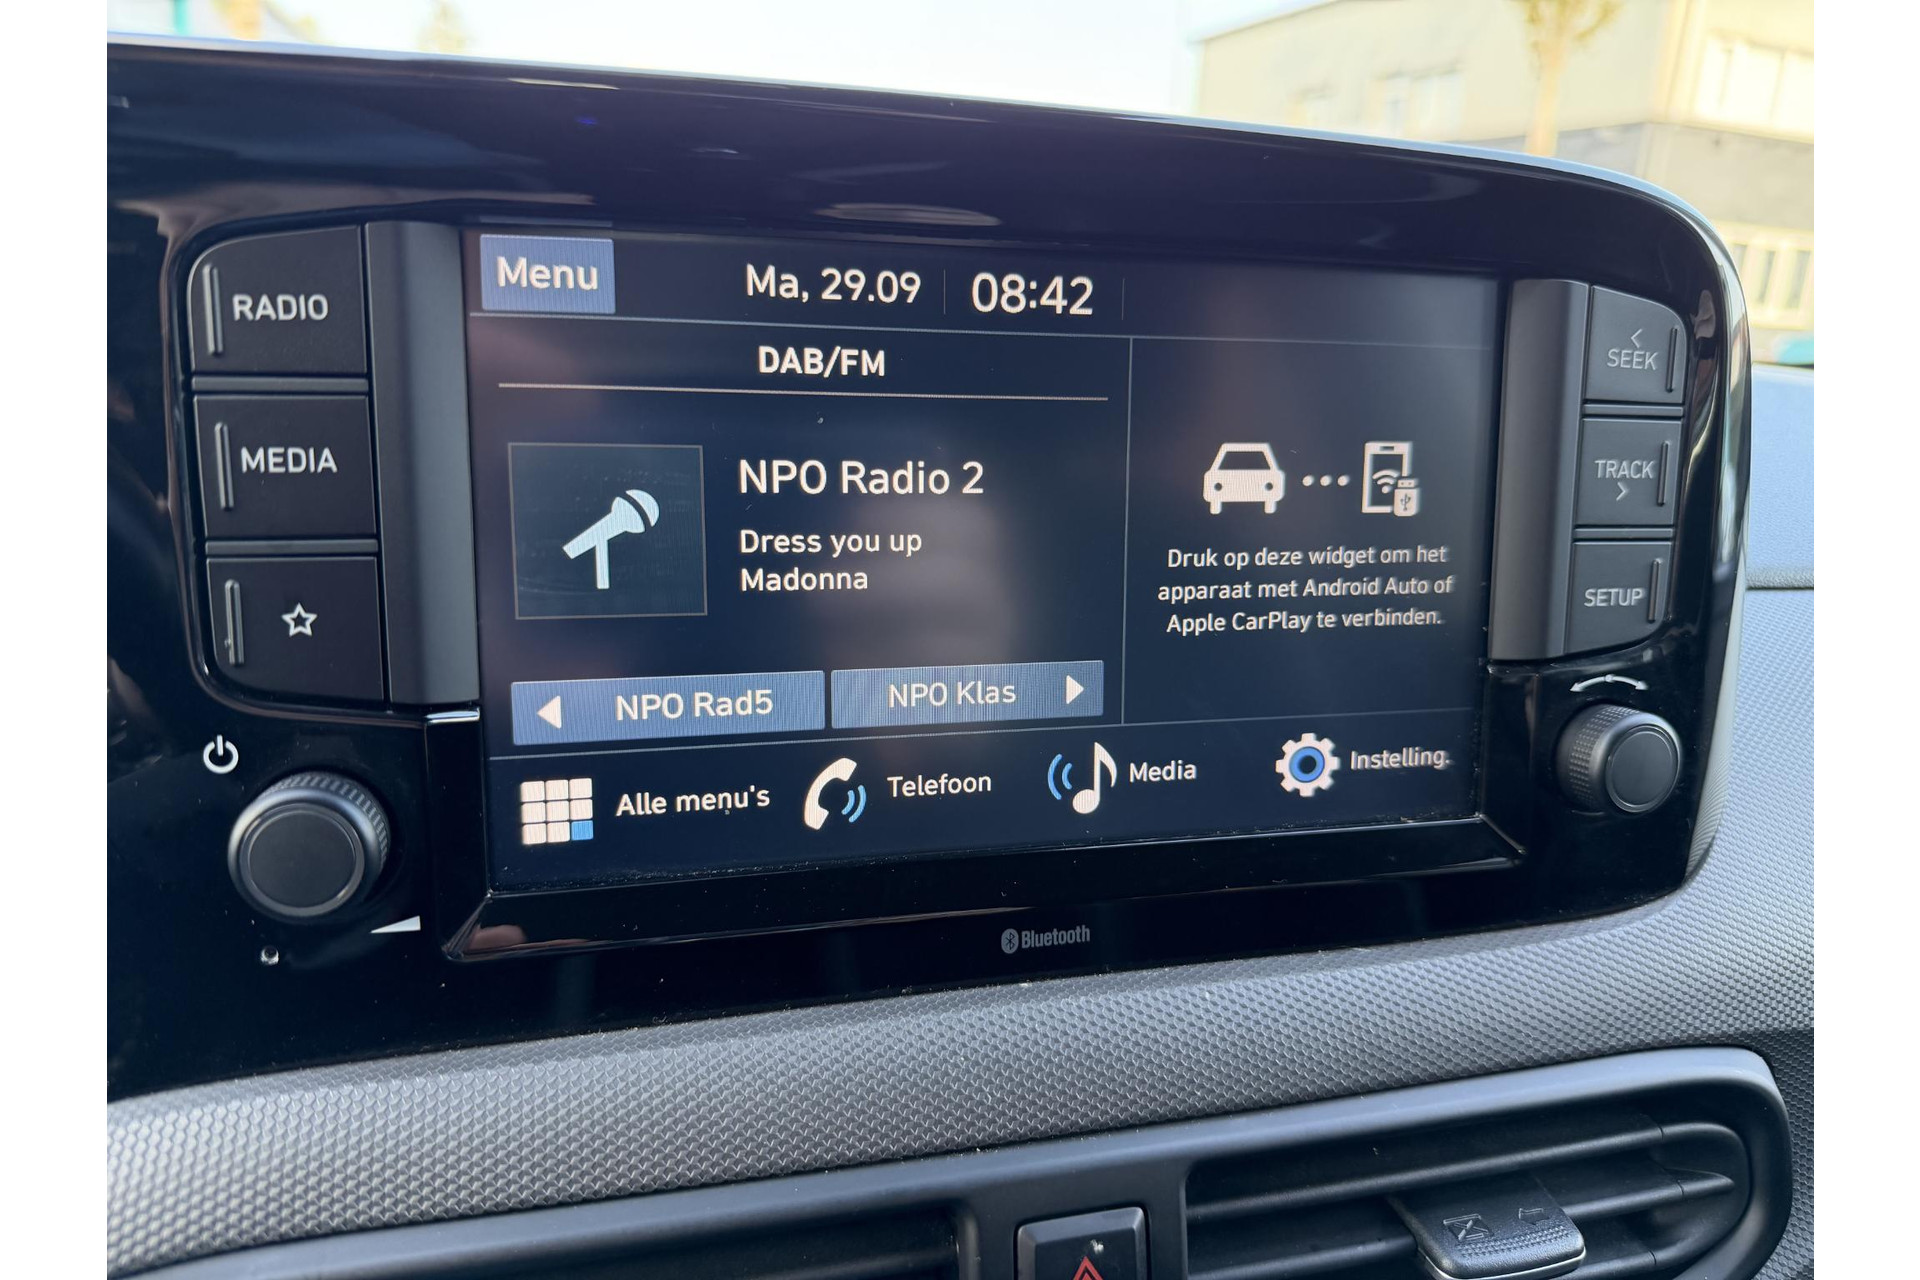 RADIO
MEDIA
Menu
Ma, 29.09
08:42
DAB/FM
NPO Radio 2
Dress you up
Madonna
NPO Rad5
NPO Klas
Druk op deze widget om het
apparaat met Android Auto of
Apple CarPlay te verbinden.
Alle menu's
Telefoon
Media
Instelling.
SEEK
TRACK
SETUP
Bluetooth